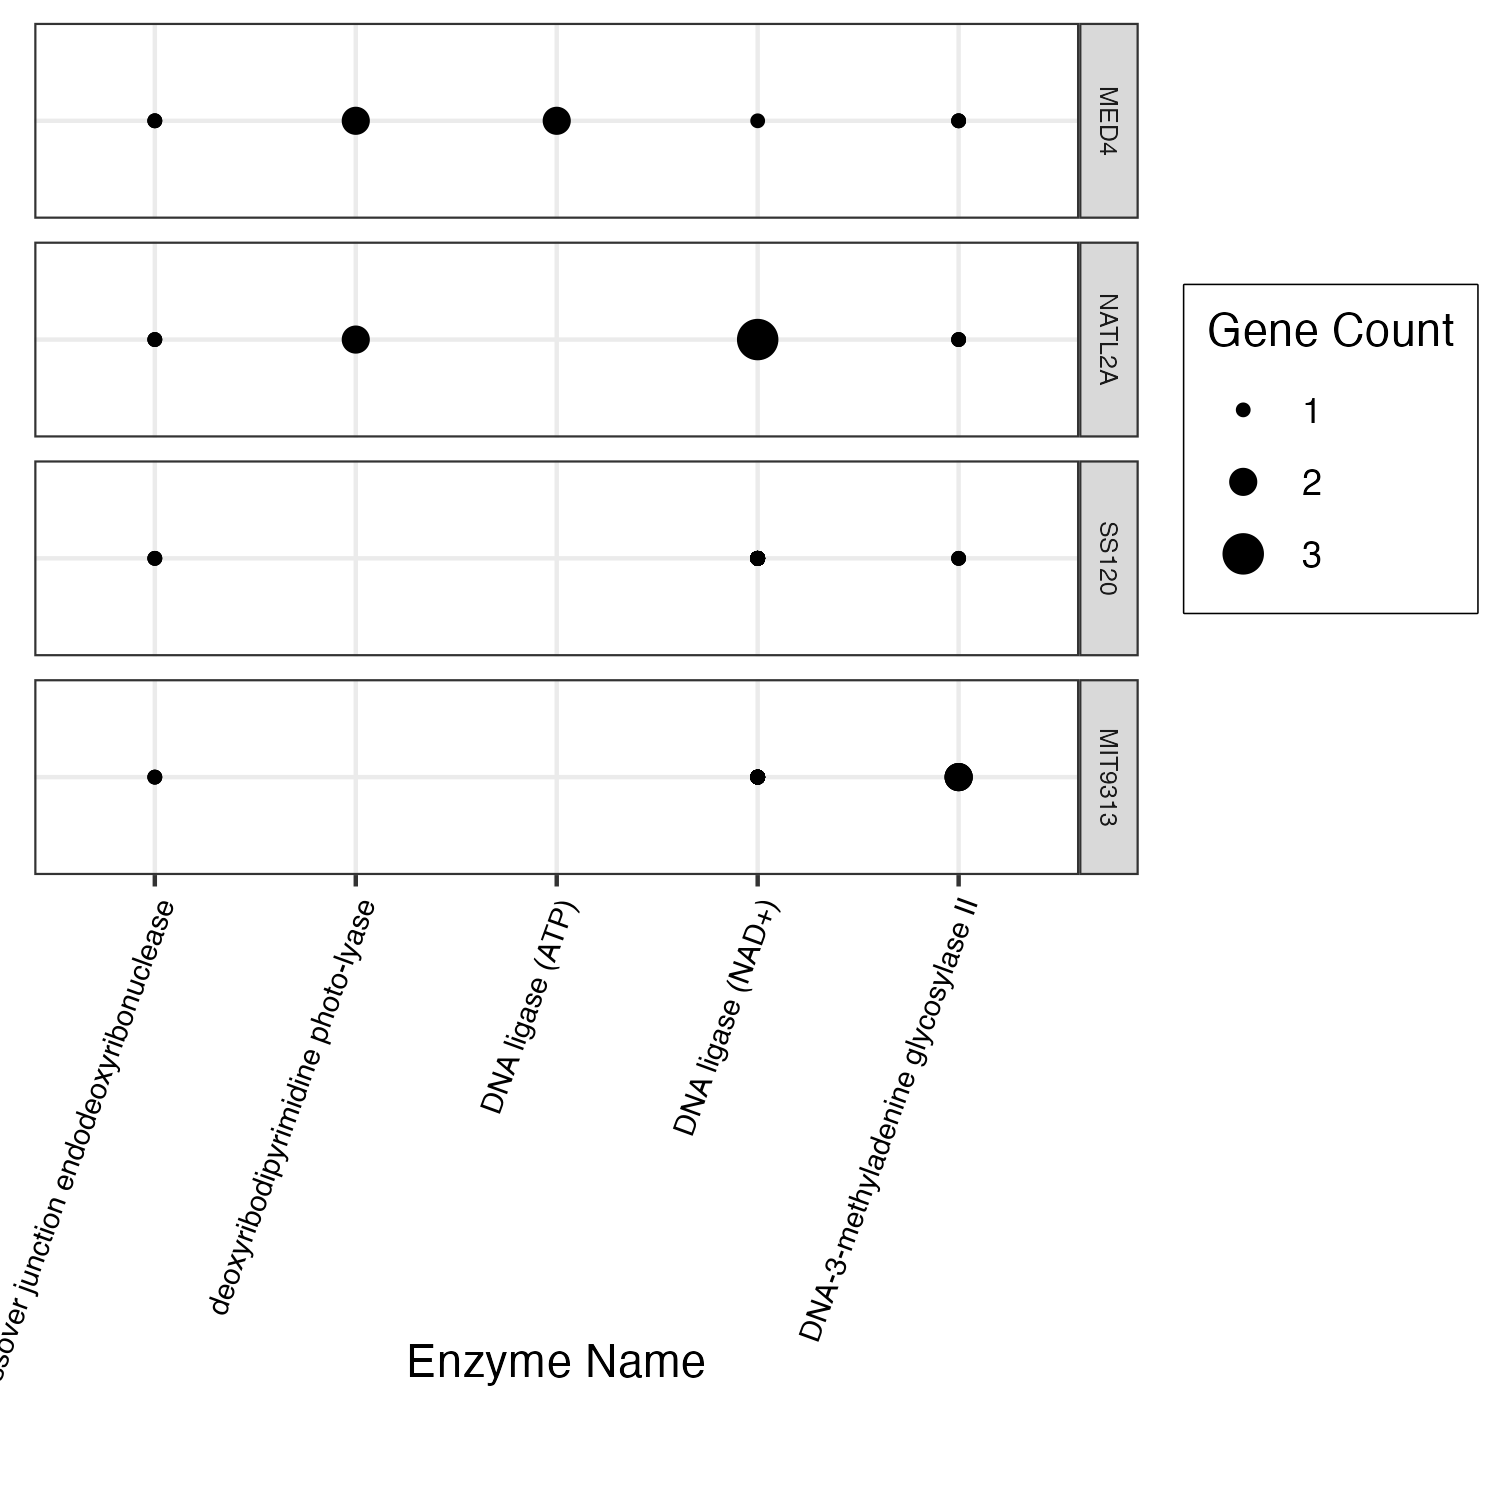 MED4
NATL2A
SS120
MIT9313
Gene Count
1
2
3
junction endodeoxyribonuclease
deoxyribodipyrimidine photo-lyase
DNA ligase (ATP)
DNA ligase (NAD+)
DNA-3-methyladenine glycosylase II
Enzyme Name